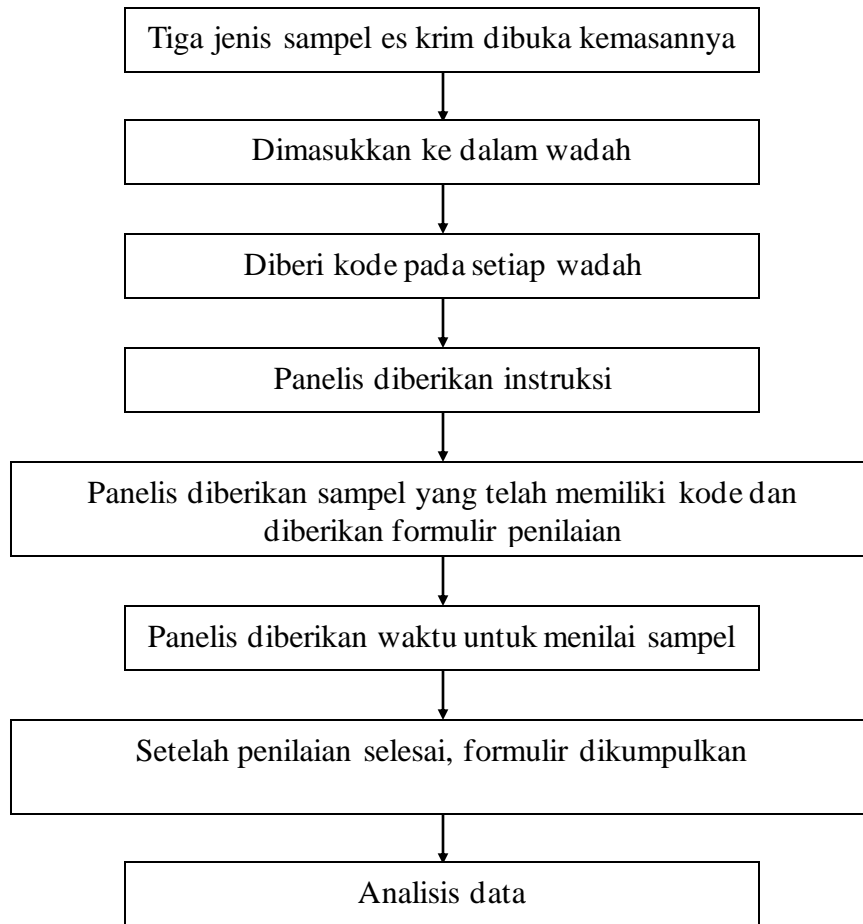 Tiga jenis sampel es krim dibuka kemasannya
Dimasukkan ke dalam wadah
Diberi kode pada setiap wadah
Panelis diberikan instruksi
Panelis diberikan sampel yang telah memiliki kode dan
diberikan formulir penilaian
Panelis diberikan waktu untuk menilai sampel
Setelah penilaian selesai, formulir dikumpulkan
Analisis data